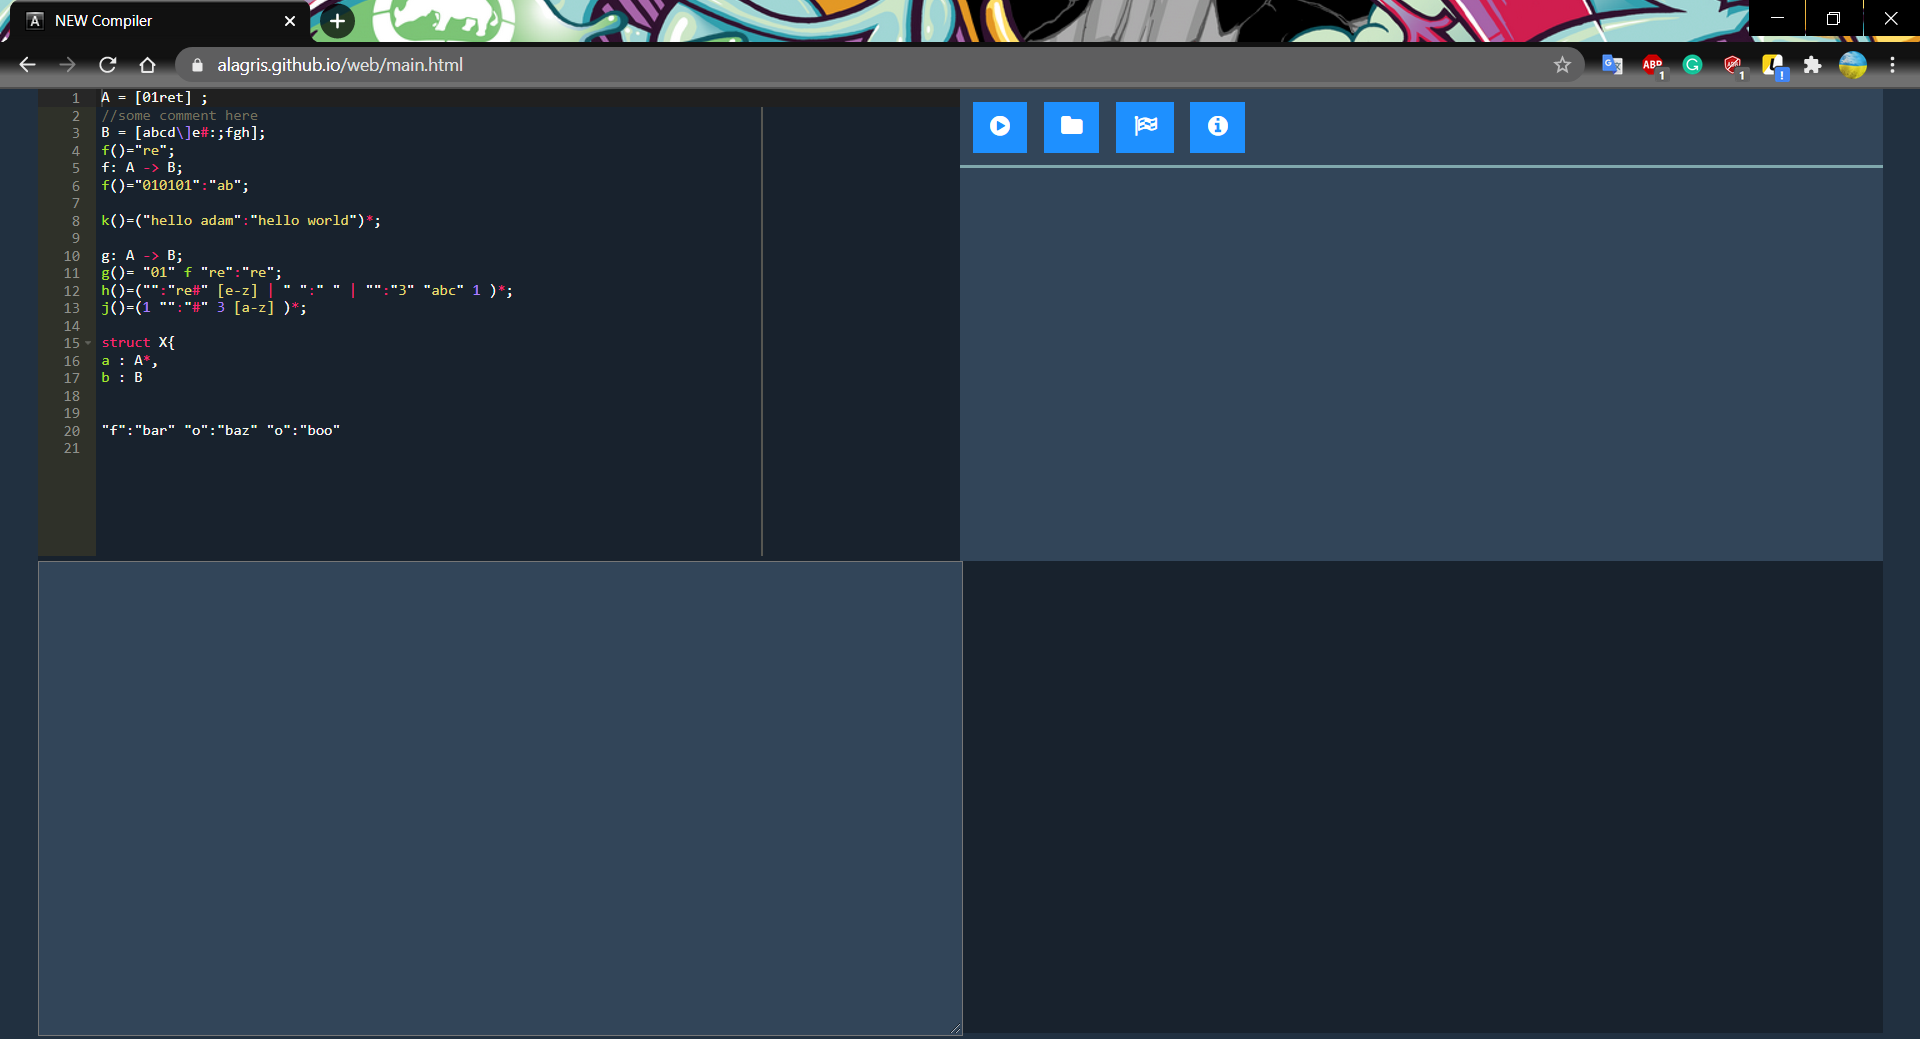 A NEW Compiler
alagris.github.io/web/main.html
ABP 1
1
1 A = [01ret] ;
2 //some comment here
3 B = [abcd\]e#:;fgh];
4 f()="re";
5 f: A -> B;
6 f()="010101":"ab";
7
8 k()=("hello adam":"hello world")*;
9
10 g: A -> B;
11 g()= "01" f "re":"re";
12 h()=("":"re#" [e-z] | " ":" " | "":"3" "abc" 1 )*;
13 j()=(1 "":"#" 3 [a-z] )*;
14
15 struct X{
16 a : A*,
17 b : B
18
19
20 "f":"bar" "o":"baz" "o":"boo"
21